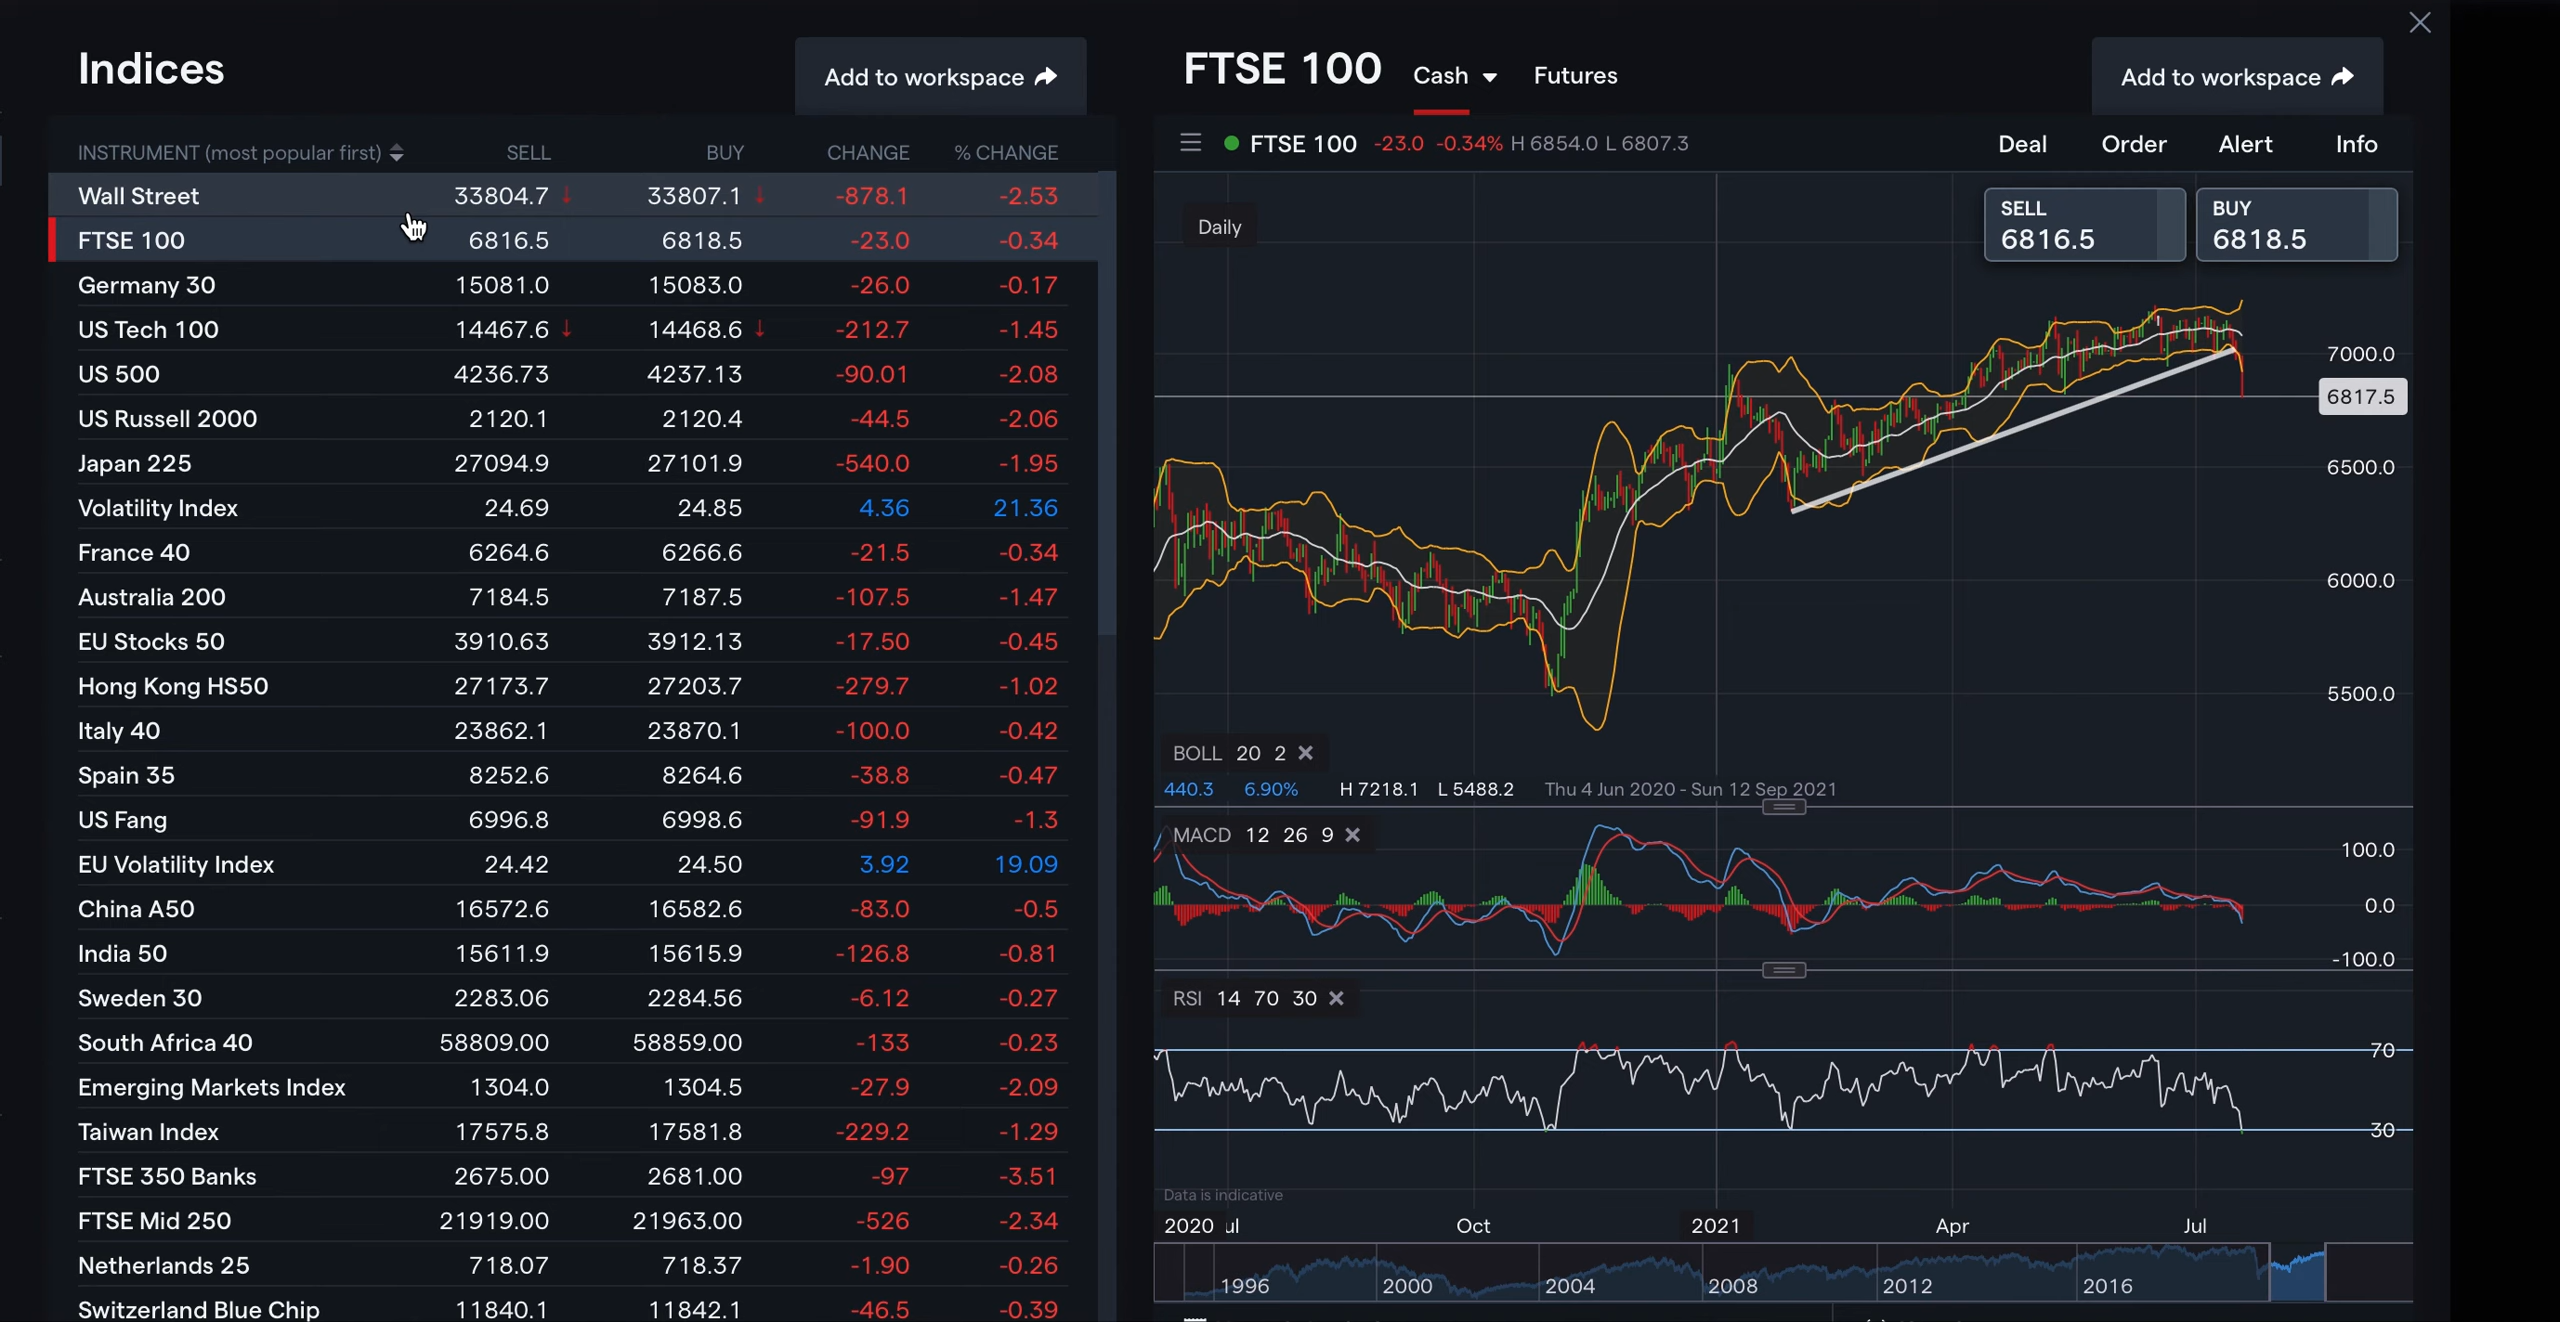 Indices
Add to workspace
INSTRUMENT (most popular first) SELL BUY CHANGE % CHANGE
Wall Street 33804.7 33807.1 -878.1 -2.53
FTSE 100 6816.5 6818.5 -23.0 -0.34
Germany 30 15081.0 15083.0 -26.0 -0.17
US Tech 100 14467.6 14468.6 -212.7 -1.45
US 500 4236.73 4237.13 -90.01 -2.08
US Russell 2000 2120.1 2120.4 -44.5 -2.06
Japan 225 27094.9 27101.9 -540.0 -1.95
Volatility Index 24.69 24.85 4.36 21.36
France 40 6264.6 6266.6 -21.5 -0.34
Australia 200 7184.5 7187.5 -107.5 -1.47
EU Stocks 50 3910.63 3912.13 -17.50 -0.45
Hong Kong HS50 27173.7 27203.7 -279.7 -1.02
Italy 40 23862.1 23870.1 -100.0 -0.42
Spain 35 8252.6 8264.6 -38.8 -0.47
US Fang 6996.8 6998.6 -91.9 -1.3
EU Volatility Index 24.42 24.50 3.92 19.09
China A50 16572.6 16582.6 -83.0 -0.5
India 50 15611.9 15615.9 -126.8 -0.81
Sweden 30 2283.06 2284.56 -6.12 -0.27
South Africa 40 58809.00 58859.00 -133 -0.23
Emerging Markets Index 1304.0 1304.5 -27.9 -2.09
Taiwan Index 17575.8 17581.8 -229.2 -1.29
FTSE 350 Banks 2675.00 2681.00 -97 -3.51
FTSE Mid 250 21919.00 21963.00 -526 -2.34
Netherlands 25 718.07 718.37 -1.90 -0.26
Switzerland Blue Chip 11840.1 11842.1 -46.5 -0.39
FTSE 100 Cash Futures
Add to workspace
FTSE 100 -23.0 -0.34% H 6854.0 L 6807.3 Deal Order Alert Info
Daily
SELL
6816.5
BUY
6818.5
7000.0
6817.5
6500.0
6000.0
5500.0
BOLL 20 2
440.3 6.90% H 7218.1 L 5488.2 Thu 4 Jun 2020 - Sun 12 Sep 2021
MACD 12 26 9
100.0
0.0
-100.0
RSI 14 70 30
70
30
Data is indicative
2020 ul Oct 2021 Apr Jul
1996 2000 2004 2008 2012 2016